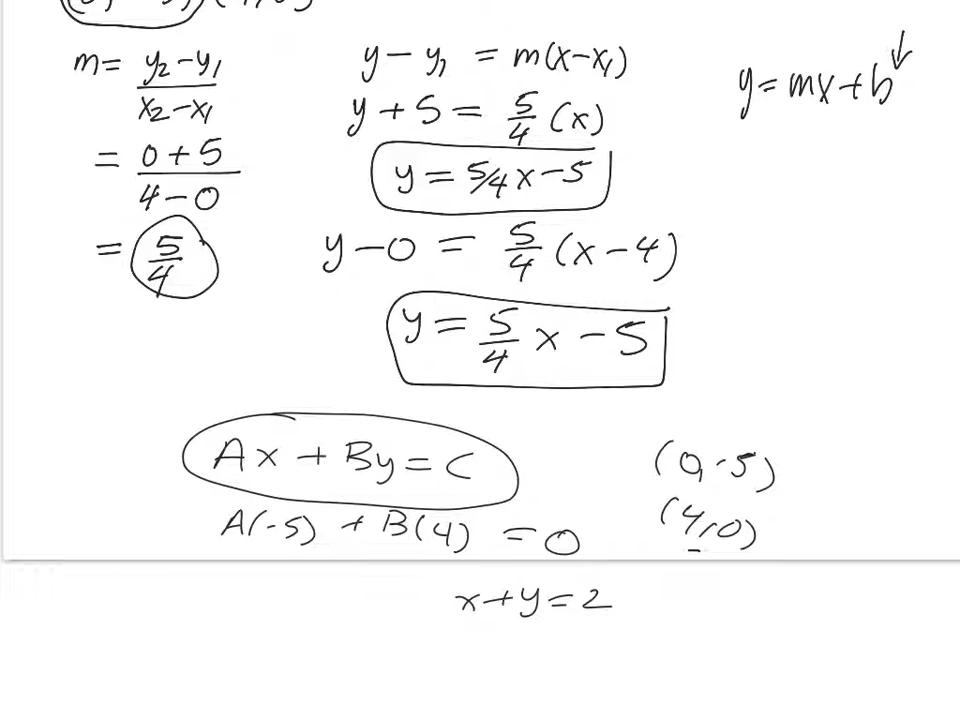 m = y₂-y₁ / x₂-x₁
= 0+5 / 4-0
= 5/4
y - y₁ = m(x-x₁)
y + 5 = 5/4 (x)
y = 5/4 x - 5
y - 0 = 5/4 (x - 4)
y = 5/4 x - 5
y = mx + b
Ax + By = C
A(-5) + B(4) = 0
(0, -5)
(4, 0)
x + y = 2